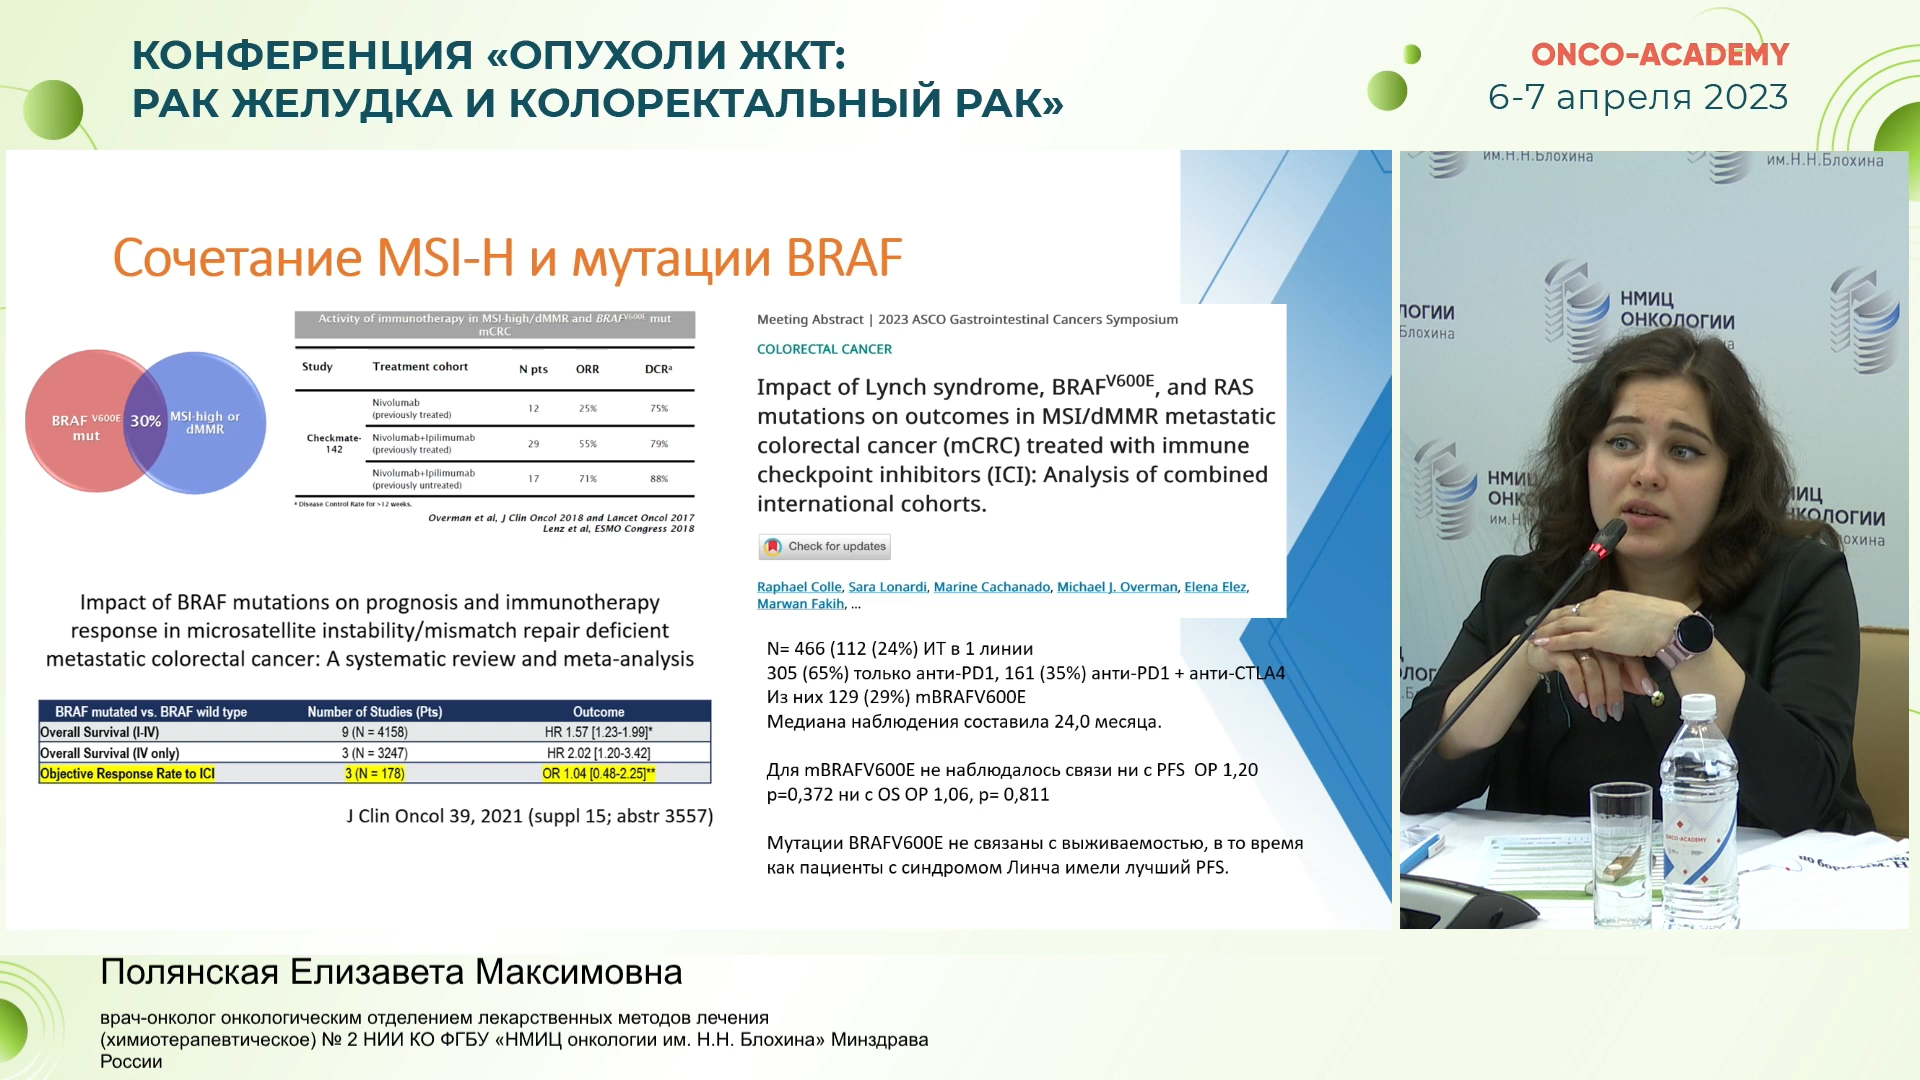 КОНФЕРЕНЦИЯ «ОПУХОЛИ ЖКТ:
РАК ЖЕЛУДКА И КОЛОРЕКТАЛЬНЫЙ РАК»
ONCO-ACADEMY
6-7 апреля 2023
Сочетание MSI-H и мутации BRAF
BRAF V600E
mut
30%
MSI-high or
dMMR
Activity of immunotherapy in MSI-high/dMMR and BRAFV600E mut
mCRC
Study Treatment cohort N pts ORR DCRa
Checkmate-
142
Nivolumab
(previously treated) 12 25% 75%
Nivolumab+Ipilimumab
(previously treated) 29 55% 79%
Nivolumab+Ipilimumab
(previously untreated) 17 71% 88%
a Disease Control Rate for >12 weeks.
Overman et al, J Clin Oncol 2018 and Lancet Oncol 2017
Lenz et al, ESMO Congress 2018
Impact of BRAF mutations on prognosis and immunotherapy
response in microsatellite instability/mismatch repair deficient
metastatic colorectal cancer: A systematic review and meta-analysis
BRAF mutated vs. BRAF wild type Number of Studies (Pts) Outcome
Overall Survival (I-IV) 9 (N = 4158) HR 1.57 [1.23-1.99]*
Overall Survival (IV only) 3 (N = 3247) HR 2.02 [1.20-3.42]
Objective Response Rate to ICI 3 (N = 178) OR 1.04 [0.48-2.25]**
J Clin Oncol 39, 2021 (suppl 15; abstr 3557)
Meeting Abstract | 2023 ASCO Gastrointestinal Cancers Symposium
COLORECTAL CANCER
Impact of Lynch syndrome, BRAFV600E, and RAS
mutations on outcomes in MSI/dMMR metastatic
colorectal cancer (mCRC) treated with immune
checkpoint inhibitors (ICI): Analysis of combined
international cohorts.
Check for updates
Raphael Colle, Sara Lonardi, Marine Cachanado, Michael J. Overman, Elena Elez,
Marwan Fakih, ...
N= 466 (112 (24%) ИТ в 1 линии
305 (65%) только анти-PD1, 161 (35%) анти-PD1 + анти-CTLA4
Из них 129 (29%) mBRAFV600E
Медиана наблюдения составила 24,0 месяца.
Для mBRAFV600E не наблюдалось связи ни с PFS ОР 1,20
p=0,372 ни с OS ОР 1,06, p= 0,811
Мутации BRAFV600E не связаны с выживаемостью, в то время
как пациенты с синдромом Линча имели лучший PFS.
им.Н.Н.Блохина
им.Н.Н.Блохина
НМИЦ
ОНКОЛОГИИ
ONCO-ACADEMY
Полянская Елизавета Максимовна
врач-онколог онкологическим отделением лекарственных методов лечения
(химиотерапевтическое) № 2 НИИ КО ФГБУ «НМИЦ онкологии им. Н.Н. Блохина» Минздрава
России